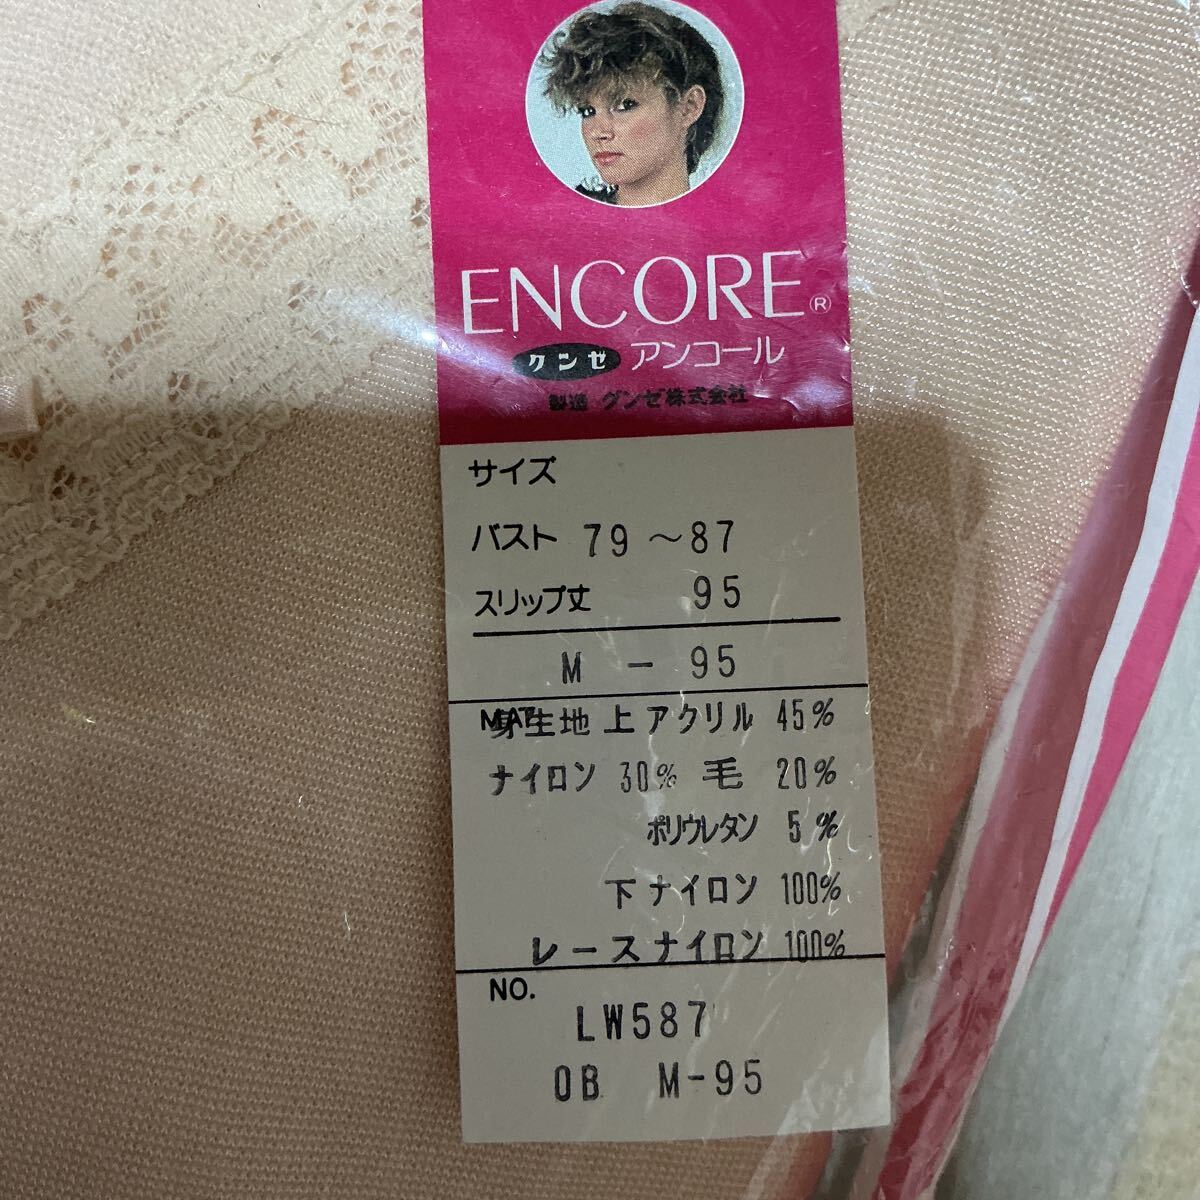 ENCORE®
グンゼ アンコール
製造 グンゼ株式会社
サイズ
バスト 79～87
スリップ丈 95
M － 95
MAT.
身生地 上 アクリル 45%
ナイロン 30% 毛 20%
ポリウレタン 5%
下 ナイロン 100%
レース ナイロン 100%
NO.
LW587
OB M-95